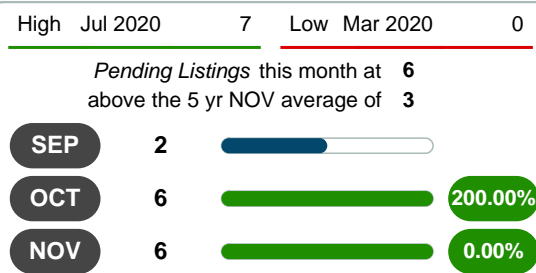 High Jul 2020 7 Low Mar 2020 0
Pending Listings this month at 6
above the 5 yr NOV average of 3
SEP 2
OCT 6 200.00%
NOV 6 0.00%